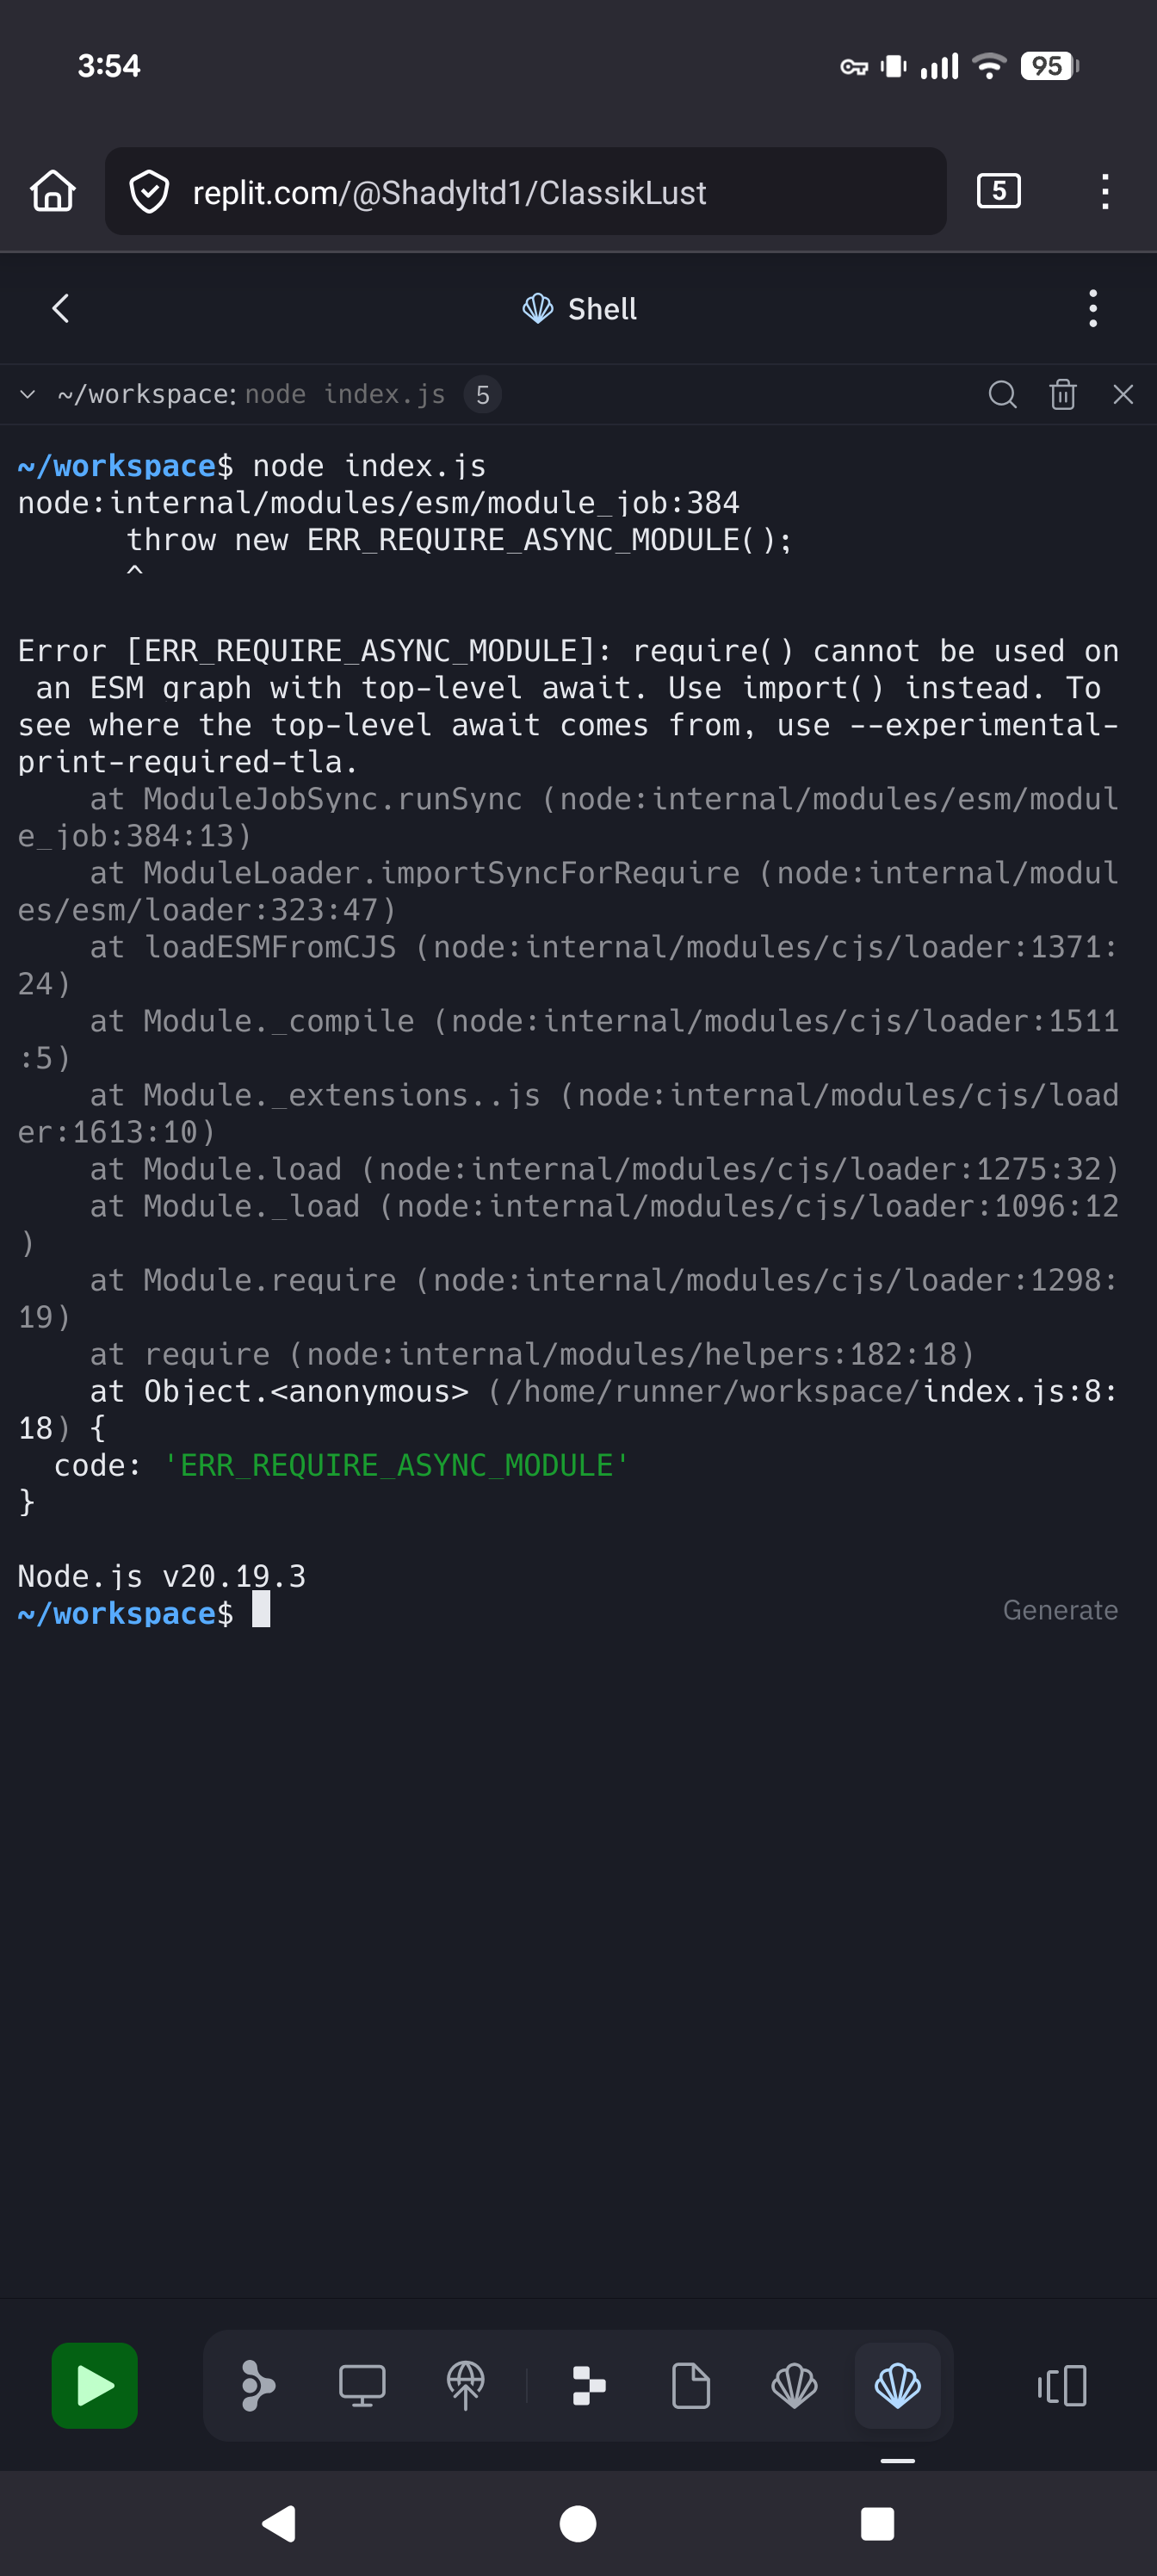 3:54
95
replit.com/@Shadyltd1/ClassikLust
5
Shell
~/workspace: node index.js 5
~/workspace$ node index.js
node:internal/modules/esm/module_job:384
      throw new ERR_REQUIRE_ASYNC_MODULE();
      ^
Error [ERR_REQUIRE_ASYNC_MODULE]: require() cannot be used on
 an ESM graph with top-level await. Use import() instead. To
see where the top-level await comes from, use --experimental-
print-required-tla.
    at ModuleJobSync.runSync (node:internal/modules/esm/modul
e_job:384:13)
    at ModuleLoader.importSyncForRequire (node:internal/modul
es/esm/loader:323:47)
    at loadESMFromCJS (node:internal/modules/cjs/loader:1371:
24)
    at Module._compile (node:internal/modules/cjs/loader:1511
:5)
    at Module._extensions..js (node:internal/modules/cjs/load
er:1613:10)
    at Module.load (node:internal/modules/cjs/loader:1275:32)
    at Module._load (node:internal/modules/cjs/loader:1096:12
)
    at Module.require (node:internal/modules/cjs/loader:1298:
19)
    at require (node:internal/modules/helpers:182:18)
    at Object.<anonymous> (/home/runner/workspace/index.js:8:
18) {
  code: 'ERR_REQUIRE_ASYNC_MODULE'
}
Node.js v20.19.3
~/workspace$
Generate